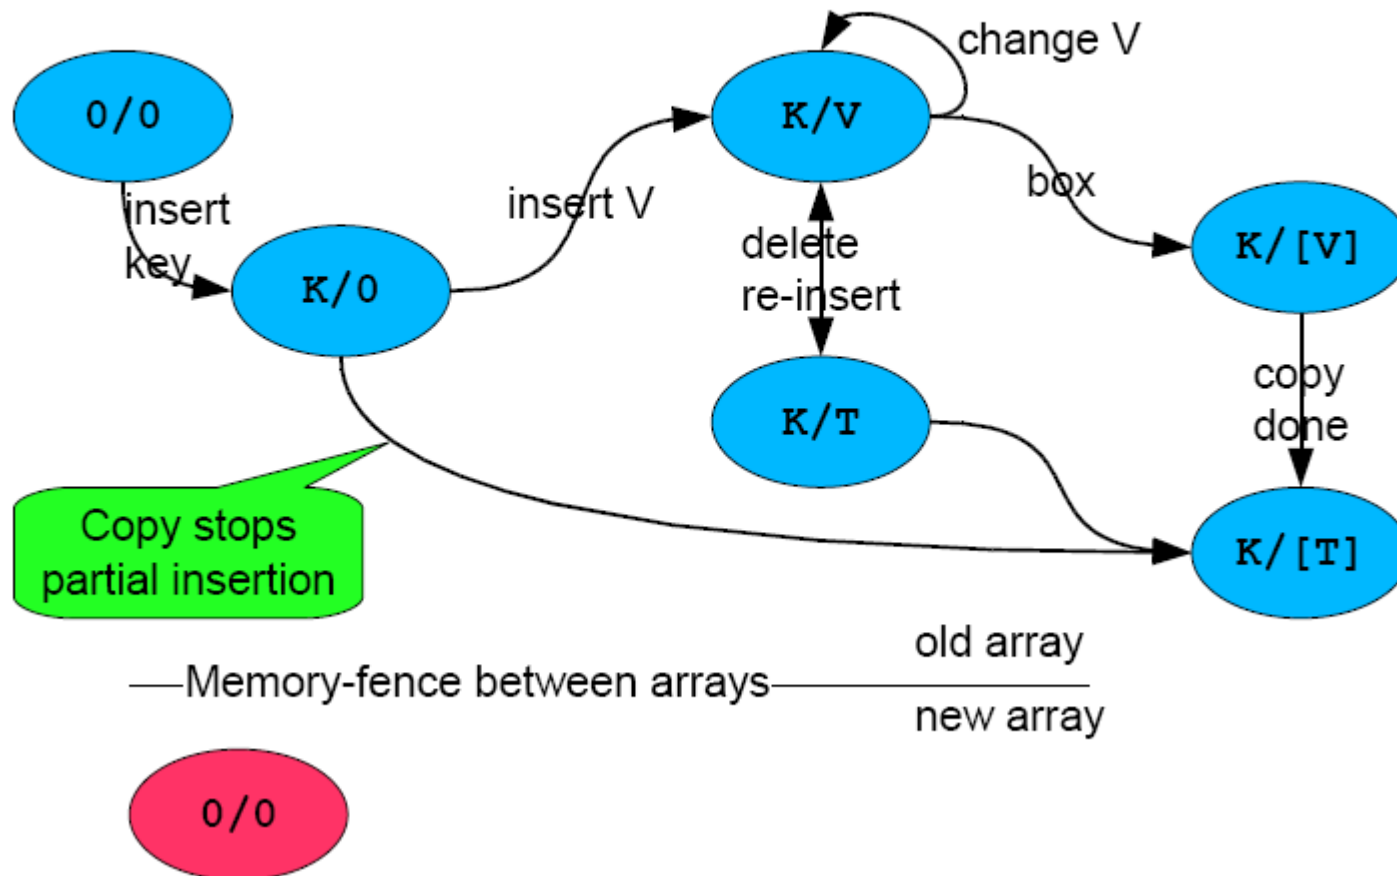 change V
0/0
K/V
insert
key
insert V
box
delete
re-insert
K/[V]
K/0
copy
done
K/T
Copy stops
partial insertion
K/[T]
old array
Memory-fence between arrays
new array
0/0